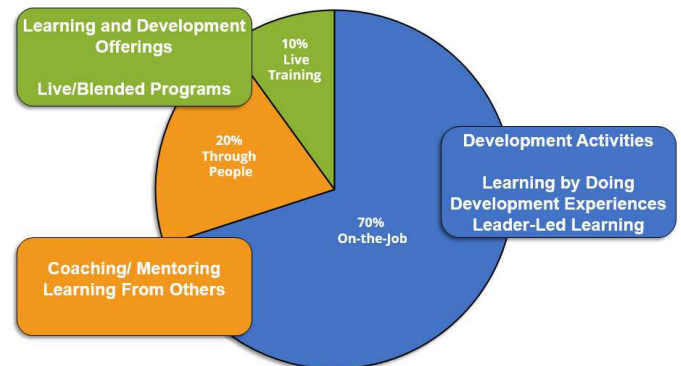 Learning and Development
Offerings
Live/Blended Programs
10%
Live
Training
20%
Through
People
70%
On-the-Job
Development Activities
Learning by Doing
Development Experiences
Leader-Led Learning
Coaching/ Mentoring
Learning From Others